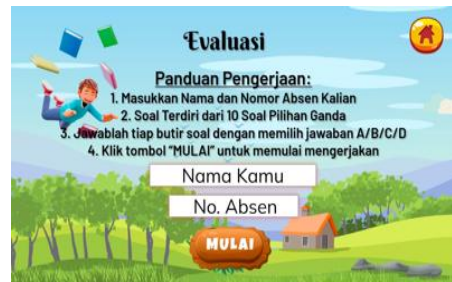 Evaluasi
Panduan Pengerjaan:
1. Masukkan Nama dan Nomor Absen Kalian
2. Soal Terdiri dari 10 Soal Pilihan Ganda
3. Jawablah tiap butir soal dengan memilih jawaban A/B/C/D
4. Klik tombol "MULAI" untuk memulai mengerjakan
Nama Kamu
No. Absen
MULAI